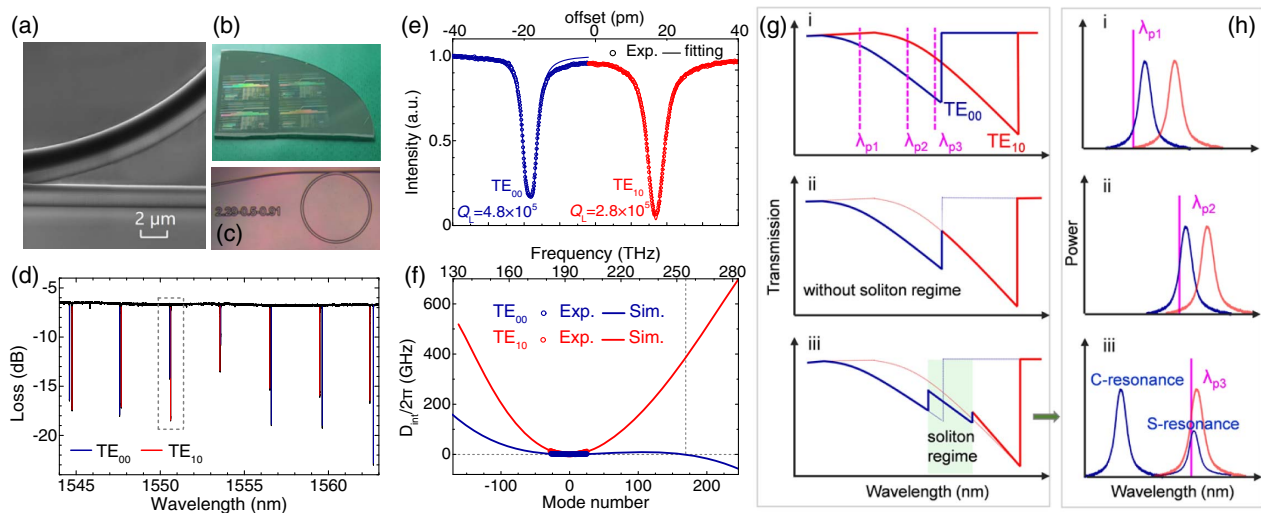 (a)
2 μm
(b)
2.29-0.5-0.91
(c)
(d)
Loss (dB)
-5
-10
-15
-20
TE00
TE10
1545
1550
1555
1560
Wavelength (nm)
(e)
offset (pm)
-40
-20
0
20
40
Exp.
fitting
Intensity (a.u.)
1.0
0.5
0.0
TE00
QL=4.8×10^5
TE10
QL=2.8×10^5
(f)
Frequency (THz)
130
160
190
220
250
280
Dint/2π (GHz)
600
400
200
0
TE00 Exp. Sim.
TE10 Exp. Sim.
-100
0
100
200
Mode number
(g)
Transmission
i
λp1
λp2
λp3
TE00
TE10
ii
without soliton regime
iii
soliton
regime
Wavelength (nm)
(h)
Power
i
λp1
ii
λp2
iii
C-resonance
λp3
S-resonance
Wavelength (nm)